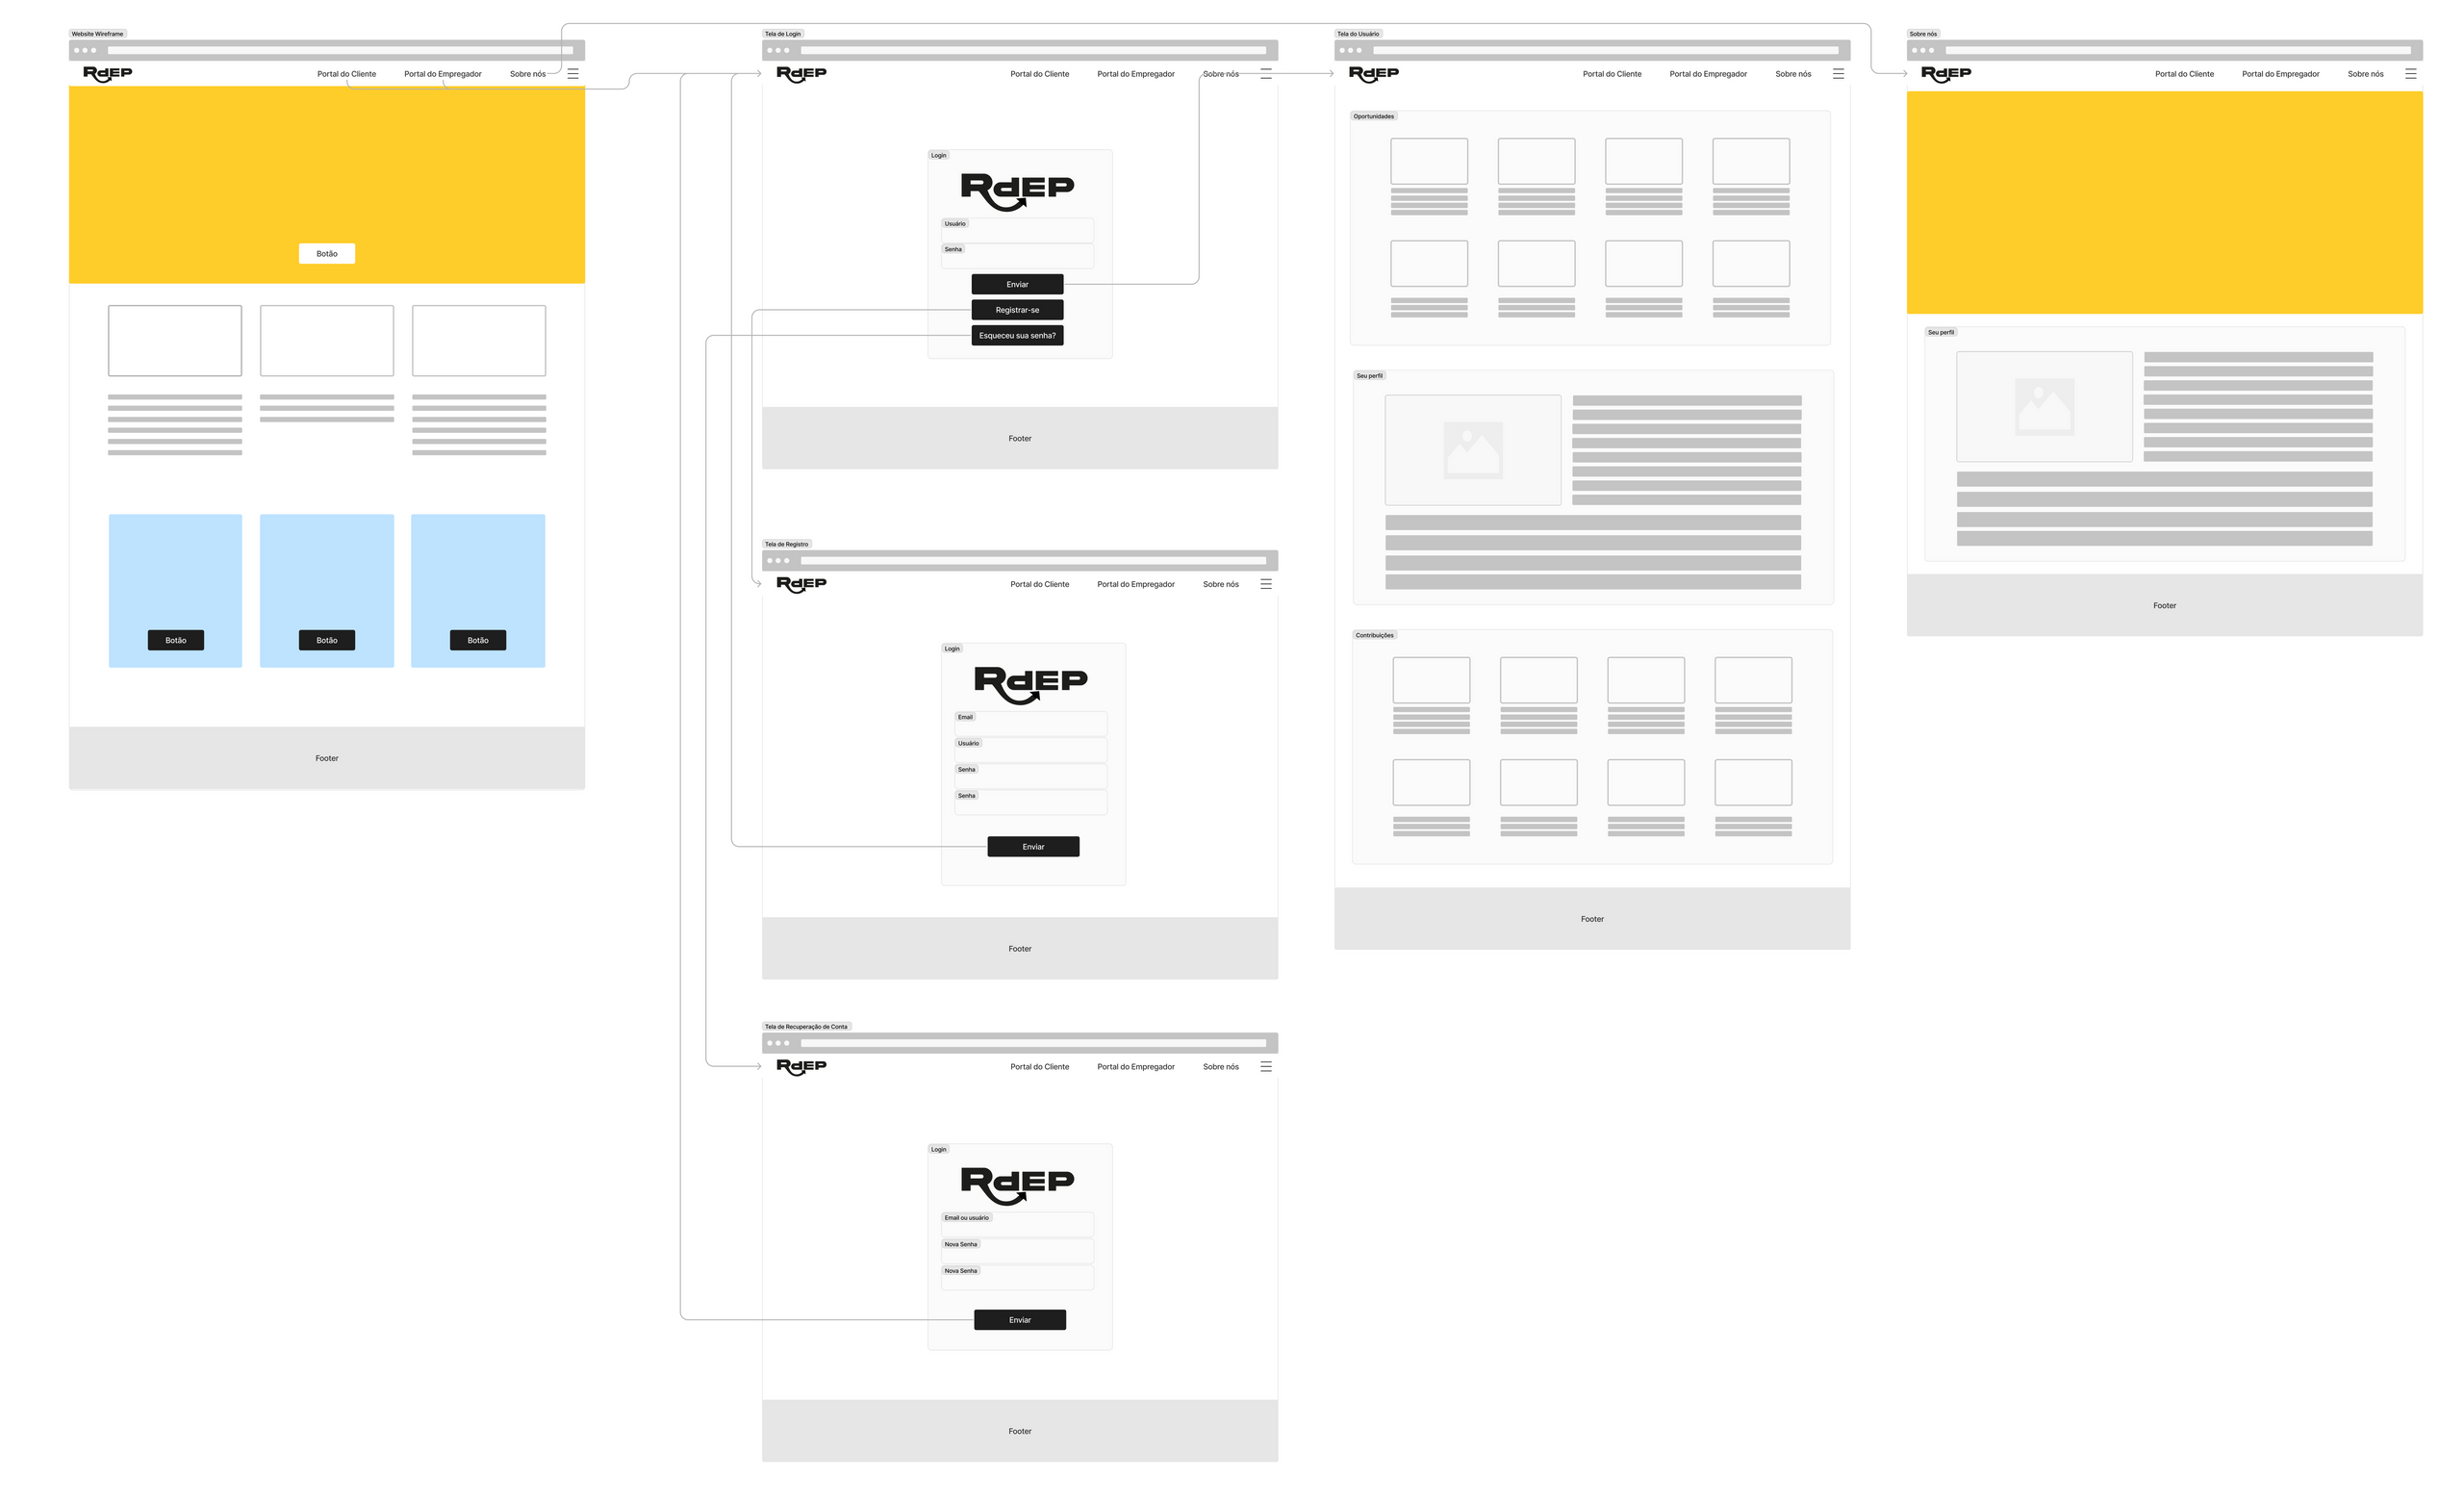 Website Wireframe
RdEP
Portal do Cliente Portal do Empregador Sobre nós
Botão
Botão Botão Botão
Footer
Tela de Login
RdEP
Portal do Cliente Portal do Empregador Sobre nós
Login
RdEP
Usuário
Senha
Enviar
Registrar-se
Esqueceu sua senha?
Footer
Tela de Registro
RdEP
Portal do Cliente Portal do Empregador Sobre nós
Login
RdEP
Email
Usuário
Senha
Senha
Enviar
Footer
Tela de Recuperação de Conta
RdEP
Portal do Cliente Portal do Empregador Sobre nós
Login
RdEP
Email ou usuário
Nova Senha
Nova Senha
Enviar
Footer
Tela do Usuário
RdEP
Portal do Cliente Portal do Empregador Sobre nós
Oportunidades
Seu perfil
Contribuições
Footer
Sobre nós
RdEP
Portal do Cliente Portal do Empregador Sobre nós
Seu perfil
Footer